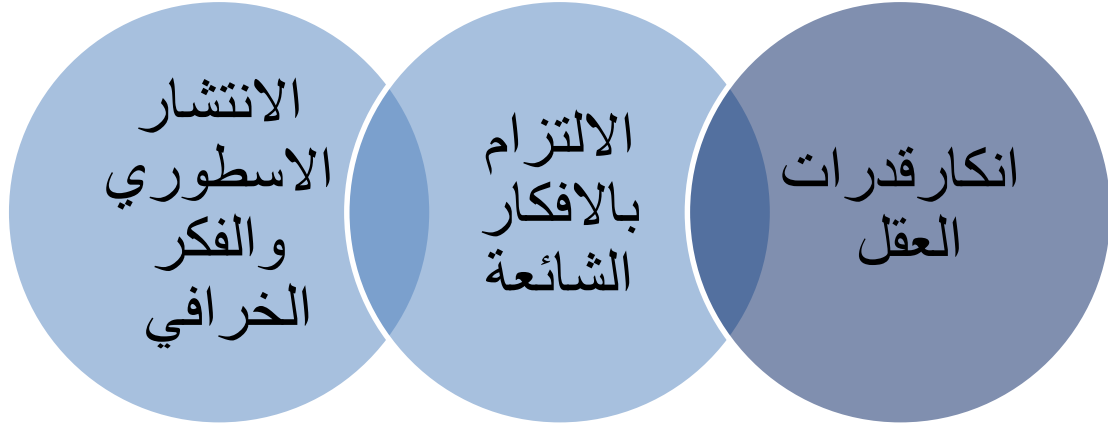 انكارقدرات
العقل
الالتزام
بالافكار
الشائعة
الانتشار
الاسطوري
والفكر
الخرافي